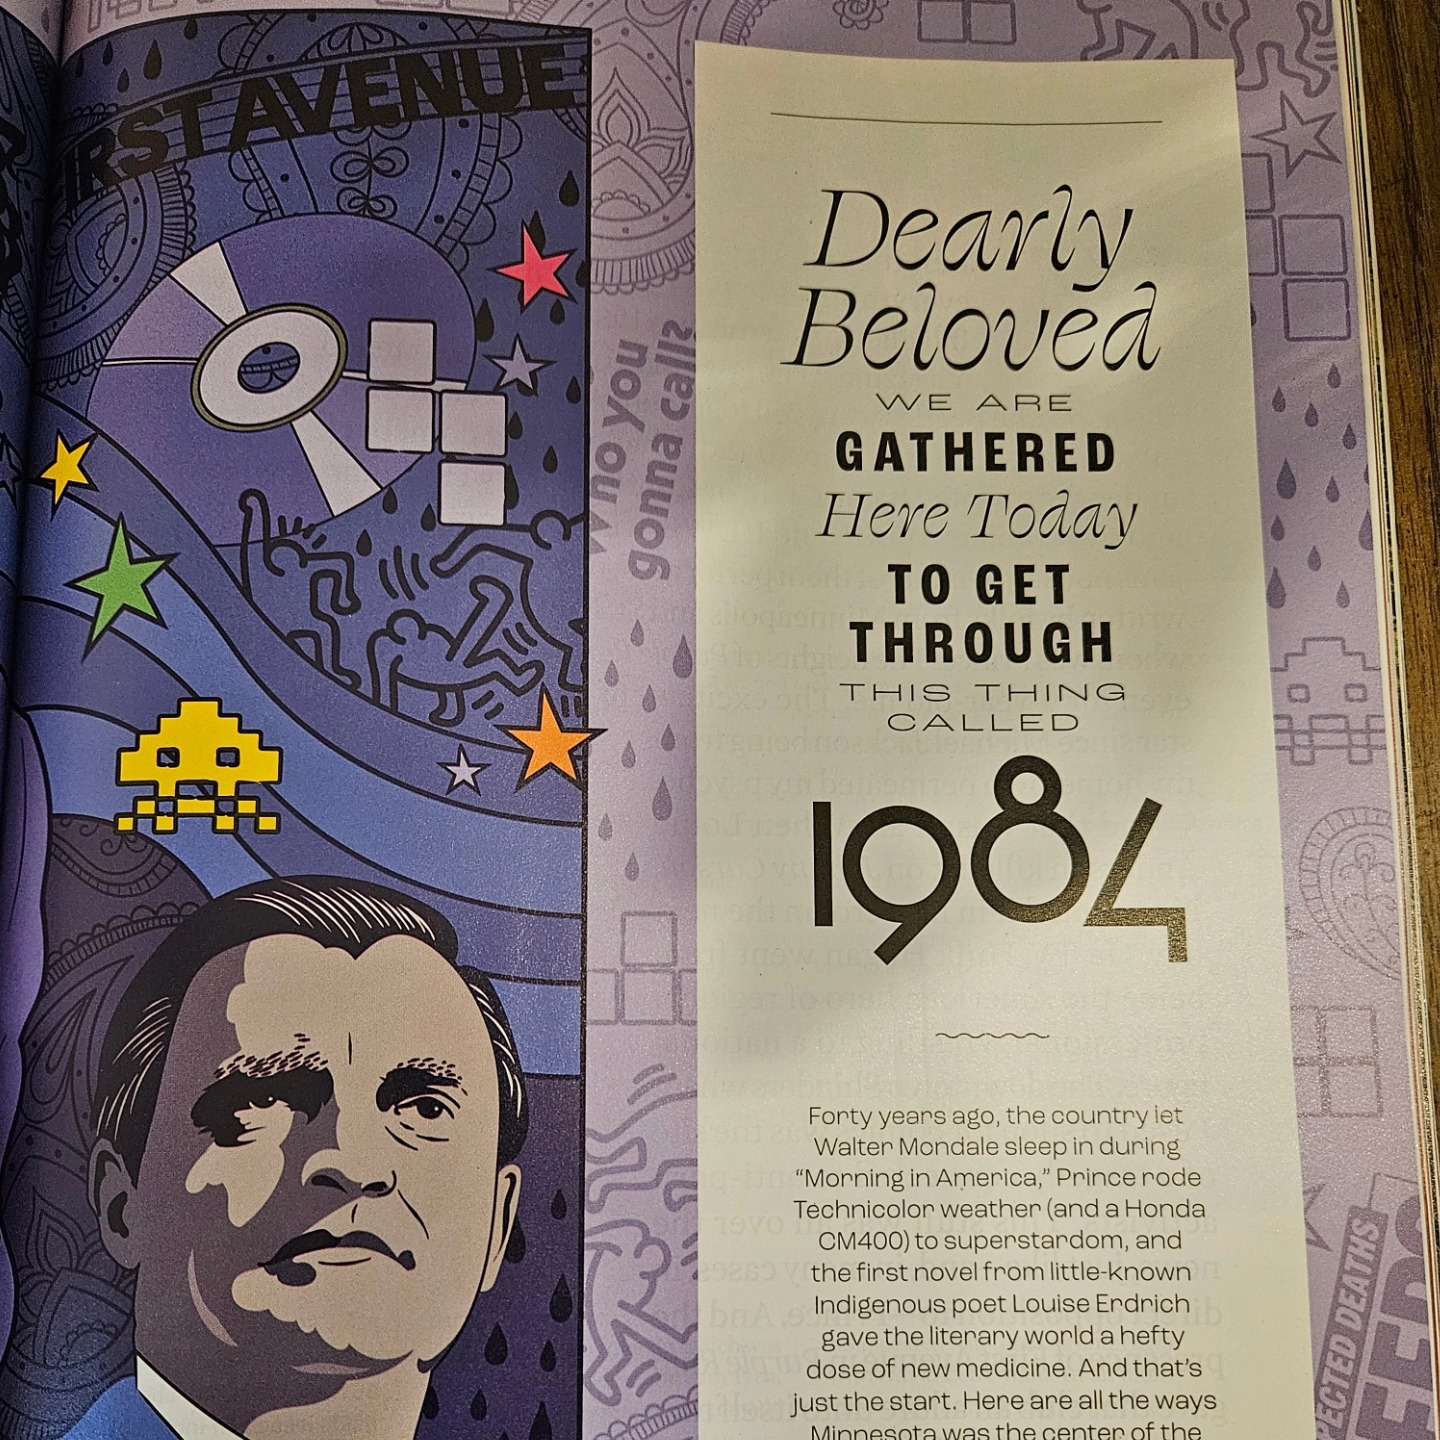 FIRST AVENUE
who you
gonna call?
Dearly
Beloved
WE ARE
GATHERED
Here Today
TO GET
THROUGH
THIS THING
CALLED
1984
Forty years ago, the country let
Walter Mondale sleep in during
“Morning in America,” Prince rode
Technicolor weather (and a Honda
CM400) to superstardom, and
the first novel from little-known
Indigenous poet Louise Erdrich
gave the literary world a hefty
dose of new medicine. And that’s
just the start. Here are all the ways
Minnesota was the center of the
PECTED DEATHS